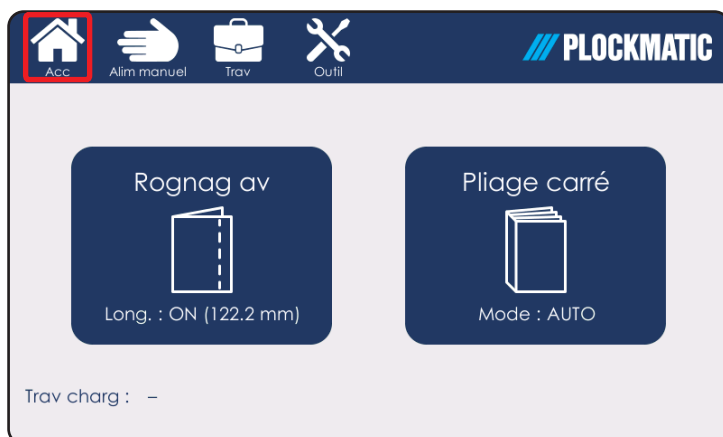 PLOCKMATIC
Acc
Alim manuel
Trav
Outil
Rognag av
Long. : ON (122.2 mm)
Pliage carré
Mode : AUTO
Trav charg : –